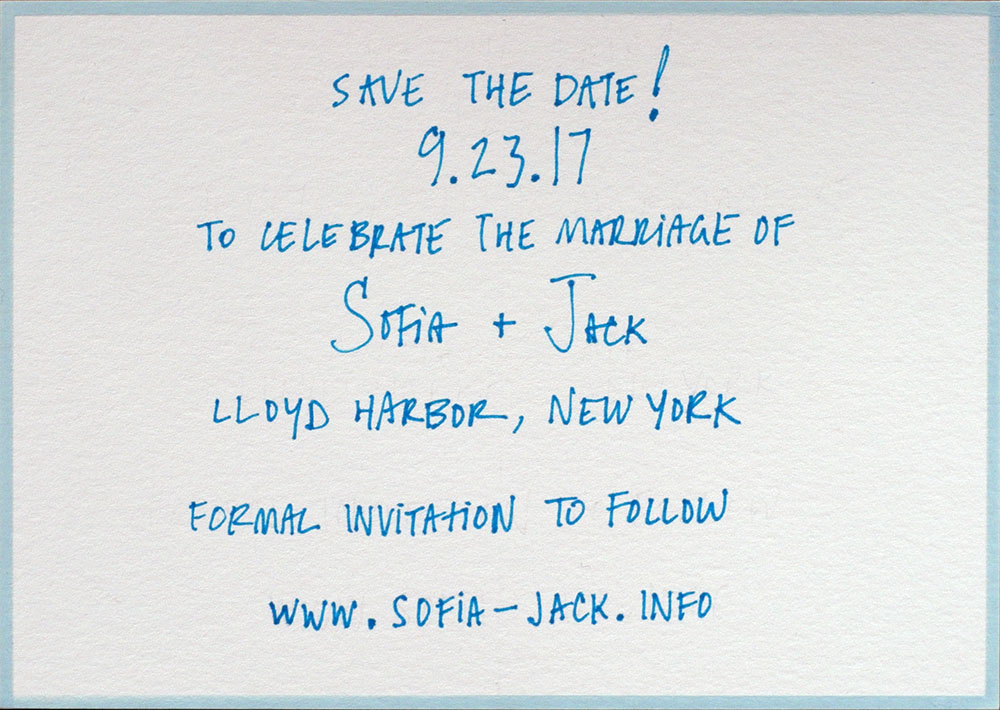 SAVE THE DATE!
9.23.17
TO CELEBRATE THE MARRIAGE OF
SOFiA + JACK
LLOYD HARBOR, NEW YORK
FORMAL INVITATION TO FOLLOW
WWW.SOFiA-JACK.INFO